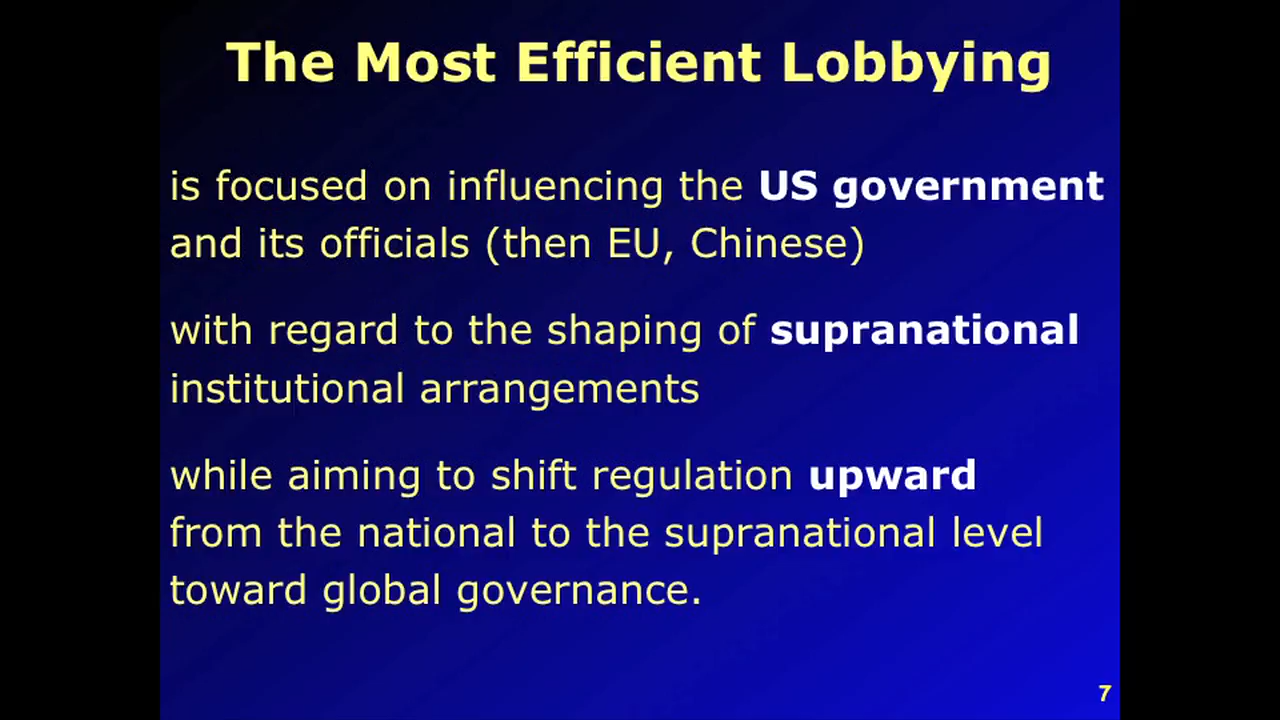 The Most Efficient Lobbying
is focused on influencing the US government
and its officials (then EU, Chinese)
with regard to the shaping of supranational
institutional arrangements
while aiming to shift regulation upward
from the national to the supranational level
toward global governance.
7